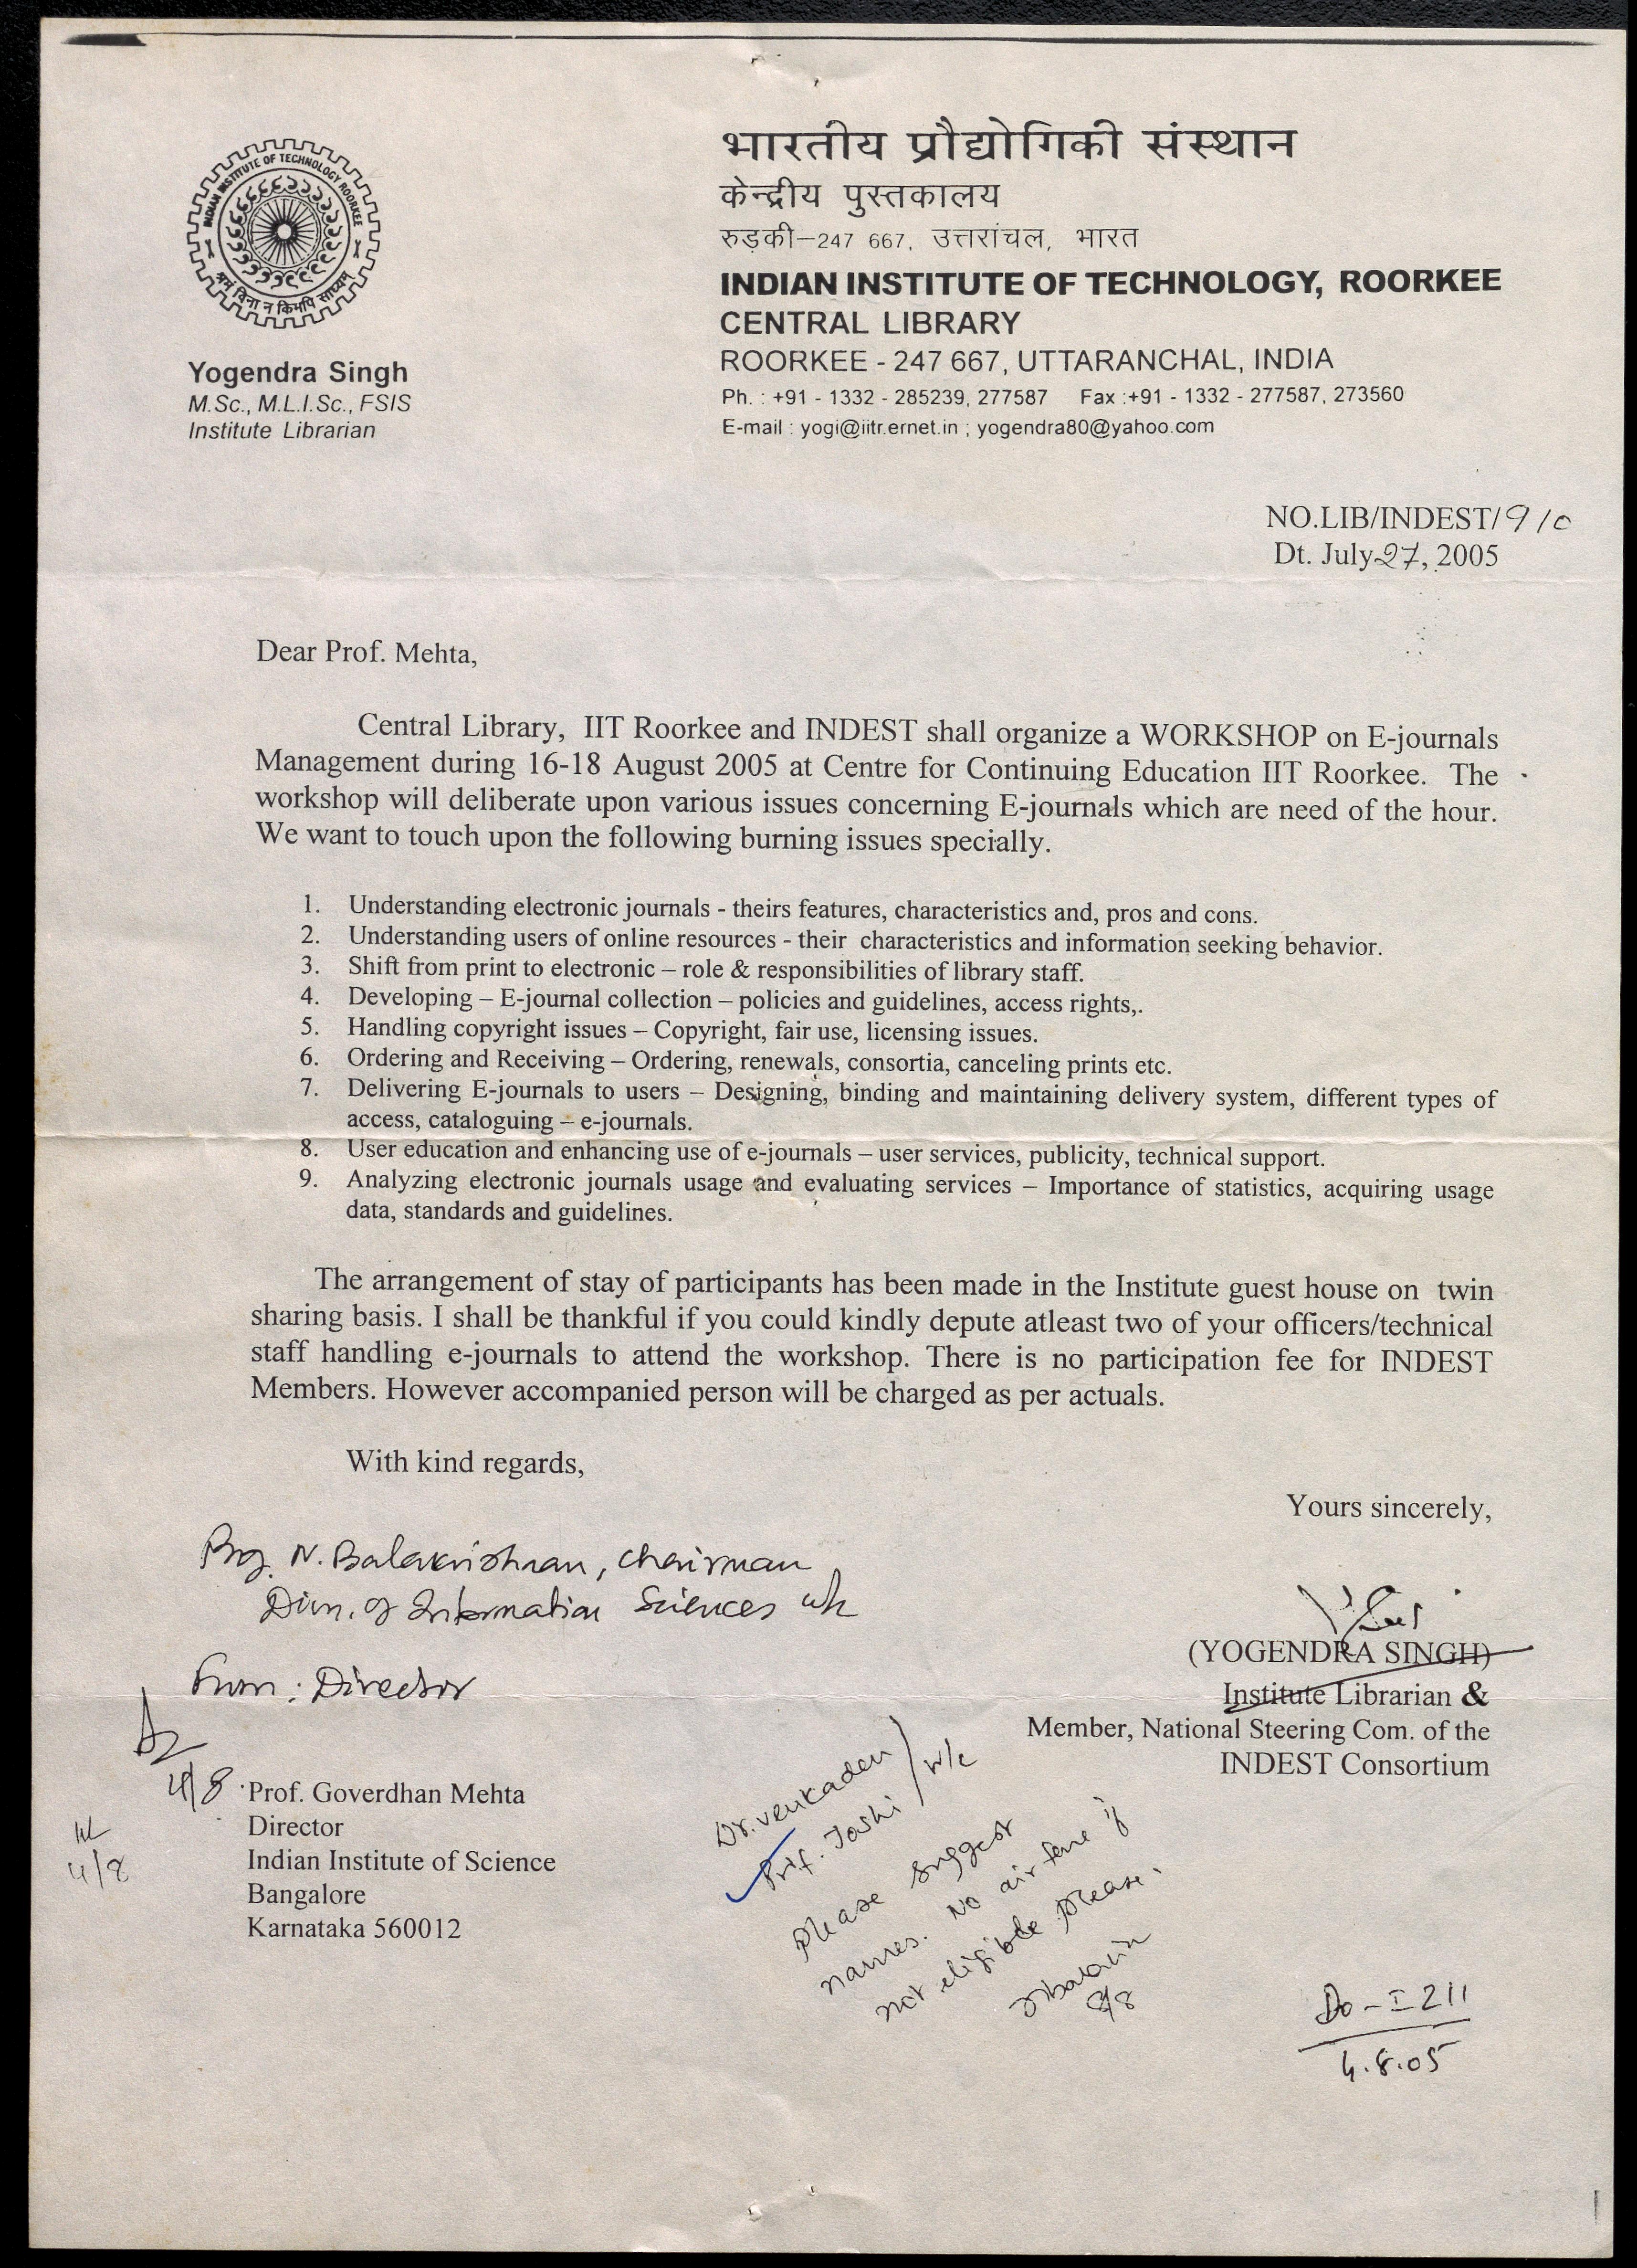 भारतीय प्रौद्योगिकी संस्थान
केन्द्रीय पुस्तकालय
रुड़की–247 667, उत्तरांचल, भारत
INDIAN INSTITUTE OF TECHNOLOGY, ROORKEE
CENTRAL LIBRARY
ROORKEE - 247 667, UTTARANCHAL, INDIA
Ph. : +91 - 1332 - 285239, 277587 Fax :+91 - 1332 - 277587, 273560
E-mail : yogi@iitr.ernet.in ; yogendra80@yahoo.com
INDIAN INSTITUTE OF TECHNOLOGY ROORKEE
श्रमं विना न किमपि साध्यम्
Yogendra Singh
M.Sc., M.L.I.Sc., FSIS
Institute Librarian
NO.LIB/INDEST/910
Dt. July 27, 2005
Dear Prof. Mehta,
Central Library, IIT Roorkee and INDEST shall organize a WORKSHOP on E-journals
Management during 16-18 August 2005 at Centre for Continuing Education IIT Roorkee. The
workshop will deliberate upon various issues concerning E-journals which are need of the hour.
We want to touch upon the following burning issues specially.
1. Understanding electronic journals - theirs features, characteristics and, pros and cons.
2. Understanding users of online resources - their characteristics and information seeking behavior.
3. Shift from print to electronic – role & responsibilities of library staff.
4. Developing – E-journal collection – policies and guidelines, access rights,.
5. Handling copyright issues – Copyright, fair use, licensing issues.
6. Ordering and Receiving – Ordering, renewals, consortia, canceling prints etc.
7. Delivering E-journals to users – Designing, binding and maintaining delivery system, different types of
access, cataloguing – e-journals.
8. User education and enhancing use of e-journals – user services, publicity, technical support.
9. Analyzing electronic journals usage and evaluating services – Importance of statistics, acquiring usage
data, standards and guidelines.
The arrangement of stay of participants has been made in the Institute guest house on twin
sharing basis. I shall be thankful if you could kindly depute atleast two of your officers/technical
staff handling e-journals to attend the workshop. There is no participation fee for INDEST
Members. However accompanied person will be charged as per actuals.
With kind regards,
Yours sincerely,
Prof. N. Balakrishnan, Chairman
Divn. of Information Sciences
(YOGENDRA SINGH)
Institute Librarian &
Member, National Steering Com. of the
INDEST Consortium
From : Director
4/8
4/8
Prof. Goverdhan Mehta
Director
Indian Institute of Science
Bangalore
Karnataka 560012
Dr. Venkadesan
Prof. Joshi
please suggest
names. No air fare if
not eligible please.
8/8
Do - I 211
4.8.05